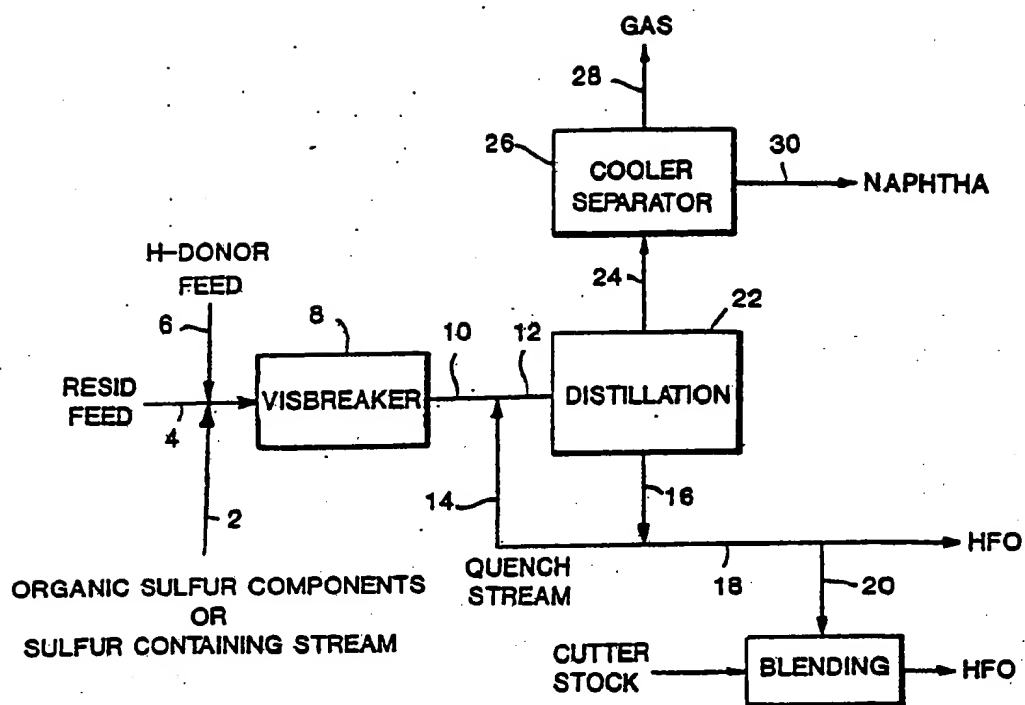 GAS
28
26
COOLER
SEPARATOR
30
NAPHTHA
H-DONOR
FEED
6
24
22
8
10
12
RESID
FEED
4
VISBREAKER
DISTILLATION
2
14
16
QUENCH
STREAM
18
HFO
20
ORGANIC SULFUR COMPONENTS
OR
SULFUR CONTAINING STREAM
CUTTER
STOCK
BLENDING
HFO